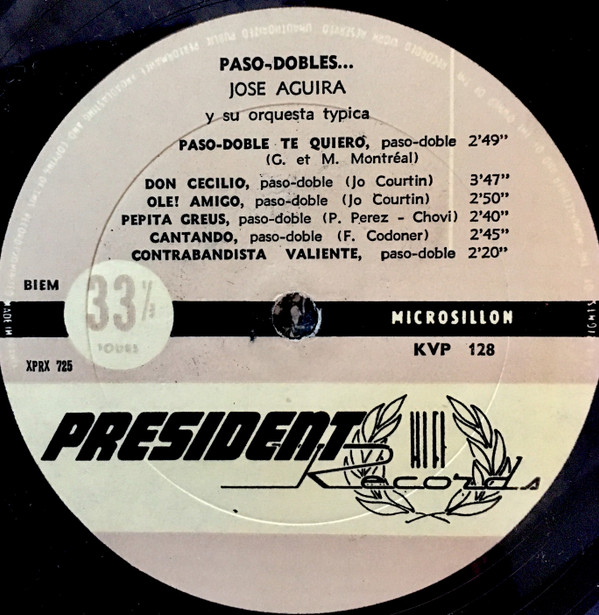 PASO-DOBLES...
JOSE AGUIRA
y su orquesta typica
PASO-DOBLE TE QUIERO, paso-doble 2'49"
(G. et M. Montréal)
DON CECILIO, paso-doble (Jo Courtin) 3'47"
OLE! AMIGO, paso-doble (Jo Courtin) 2'50"
PEPITA GREUS, paso-doble (P. Perez - Chovi) 2'40"
CANTANDO, paso-doble (F. Codoner) 2'45"
CONTRABANDISTA VALIENTE, paso-doble 2'20"
BIEM
33⅓
TOURS
MICROSILLON
KVP 128
XPRX 725
MADE IN
PRESIDENT
Records